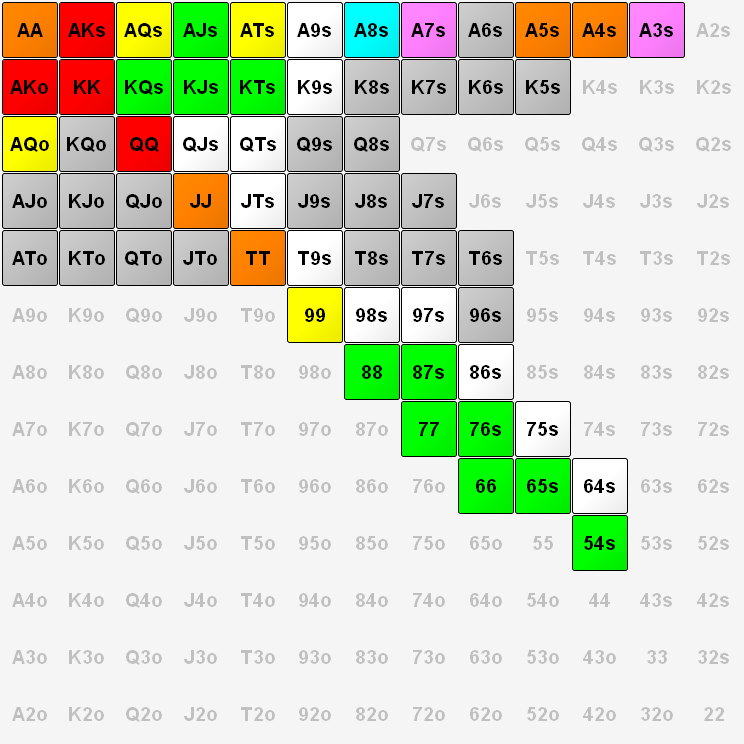 AA AKs AQs AJs ATs A9s A8s A7s A6s A5s A4s A3s A2s
AKo KK KQs KJs KTs K9s K8s K7s K6s K5s K4s K3s K2s
AQo KQo QQ QJs QTs Q9s Q8s Q7s Q6s Q5s Q4s Q3s Q2s
AJo KJo QJo JJ JTs J9s J8s J7s J6s J5s J4s J3s J2s
ATo KTo QTo JTo TT T9s T8s T7s T6s T5s T4s T3s T2s
A9o K9o Q9o J9o T9o 99 98s 97s 96s 95s 94s 93s 92s
A8o K8o Q8o J8o T8o 98o 88 87s 86s 85s 84s 83s 82s
A7o K7o Q7o J7o T7o 97o 87o 77 76s 75s 74s 73s 72s
A6o K6o Q6o J6o T6o 96o 86o 76o 66 65s 64s 63s 62s
A5o K5o Q5o J5o T5o 95o 85o 75o 65o 55 54s 53s 52s
A4o K4o Q4o J4o T4o 94o 84o 74o 64o 54o 44 43s 42s
A3o K3o Q3o J3o T3o 93o 83o 73o 63o 53o 43o 33 32s
A2o K2o Q2o J2o T2o 92o 82o 72o 62o 52o 42o 32o 22